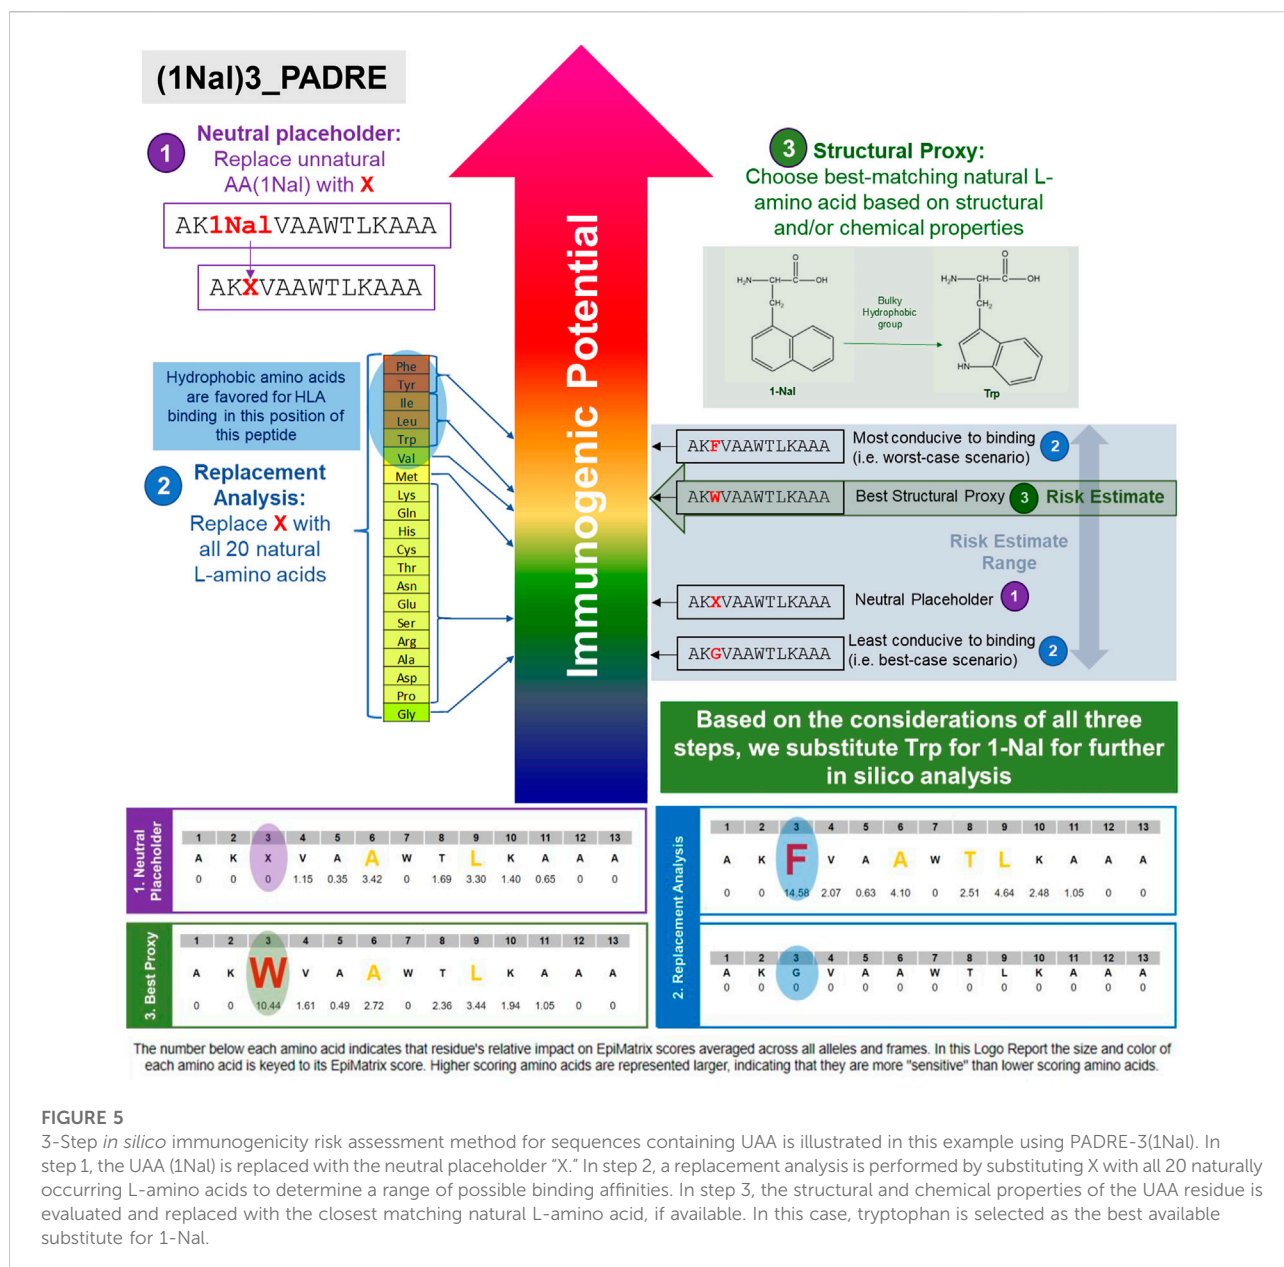 (1Nal)3_PADRE
1
Neutral placeholder:
Replace unnatural
AA(1Nal) with X
AK1NalVAAWTLKAAA
AKXVAAWTLKAAA
Hydrophobic amino acids
are favored for HLA
binding in this position of
this peptide
2
Replacement
Analysis:
Replace X with
all 20 natural
L-amino acids
Phe
Tyr
Ile
Leu
Trp
Val
Met
Lys
Gln
His
Cys
Thr
Asn
Glu
Ser
Arg
Ala
Asp
Pro
Gly
Immunogenic Potential
3
Structural Proxy:
Choose best-matching natural L-
amino acid based on structural
and/or chemical properties
O
H₂N CH C OH
CH₂
1-Nal
Bulky
Hydrophobic
group
O
H₂N CH C OH
CH₂
HN
Trp
AKFVAAWTLKAAA
Most conducive to binding
(i.e. worst-case scenario)
2
AKWVAAWTLKAAA
Best Structural Proxy
3
Risk Estimate
Risk Estimate
Range
AKXVAAWTLKAAA
Neutral Placeholder
1
AKGVAAWTLKAAA
Least conducive to binding
(i.e. best-case scenario)
2
Based on the considerations of all three
steps, we substitute Trp for 1-Nal for further
in silico analysis
1. Neutral
Placeholder
1 2 3 4 5 6 7 8 9 10 11 12 13
A K X V A A W T L K A A A
0 0 0 1.15 0.35 3.42 0 1.69 3.30 1.40 0.65 0 0
3. Best Proxy
1 2 3 4 5 6 7 8 9 10 11 12 13
A K W V A A W T L K A A A
0 0 10.44 1.61 0.49 2.72 0 2.36 3.44 1.94 1.05 0 0
2. Replacement Analysis
1 2 3 4 5 6 7 8 9 10 11 12 13
A K F V A A W T L K A A A
0 0 14.58 2.07 0.63 4.10 0 2.51 4.64 2.48 1.05 0 0
1 2 3 4 5 6 7 8 9 10 11 12 13
A K G V A A W T L K A A A
0 0 0 0 0 0 0 0 0 0 0 0 0
The number below each amino acid indicates that residue's relative impact on EpiMatrix scores averaged across all alleles and frames. In this Logo Report the size and color of
each amino acid is keyed to its EpiMatrix score. Higher scoring amino acids are represented larger, indicating that they are more "sensitive" than lower scoring amino acids.
FIGURE 5
3-Step in silico immunogenicity risk assessment method for sequences containing UAA is illustrated in this example using PADRE-3(1Nal). In
step 1, the UAA (1Nal) is replaced with the neutral placeholder “X.” In step 2, a replacement analysis is performed by substituting X with all 20 naturally
occurring L-amino acids to determine a range of possible binding affinities. In step 3, the structural and chemical properties of the UAA residue is
evaluated and replaced with the closest matching natural L-amino acid, if available. In this case, tryptophan is selected as the best available
substitute for 1-Nal.